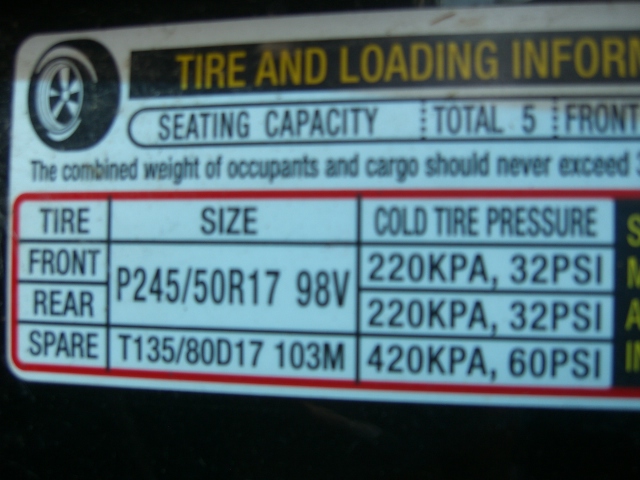 TIRE AND LOADING INFORM
SEATING CAPACITY TOTAL 5 FRONT
The combined weight of occupants and cargo should never exceed
TIRE SIZE COLD TIRE PRESSURE
FRONT P245/50R17 98V 220KPA, 32PSI
REAR 220KPA, 32PSI
SPARE T135/80D17 103M 420KPA, 60PSI